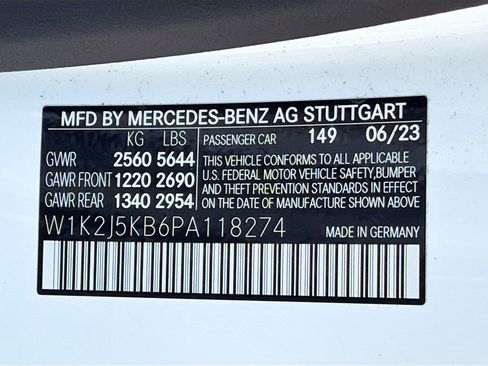 MFD BY MERCEDES-BENZ AG STUTTGART
KG LBS PASSENGER CAR 149 06/23
GVWR 2560 5644 THIS VEHICLE CONFORMS TO ALL APPLICABLE
GAWR FRONT 1220 2690 U.S. FEDERAL MOTOR VEHICLE SAFETY,BUMPER
GAWR REAR 1340 2954 AND THEFT PREVENTION STANDARDS IN EFFECT
ON THE DATE OF MANUFACTURE SHOWN ABOVE
W1K2J5KB6PA118274 MADE IN GERMANY